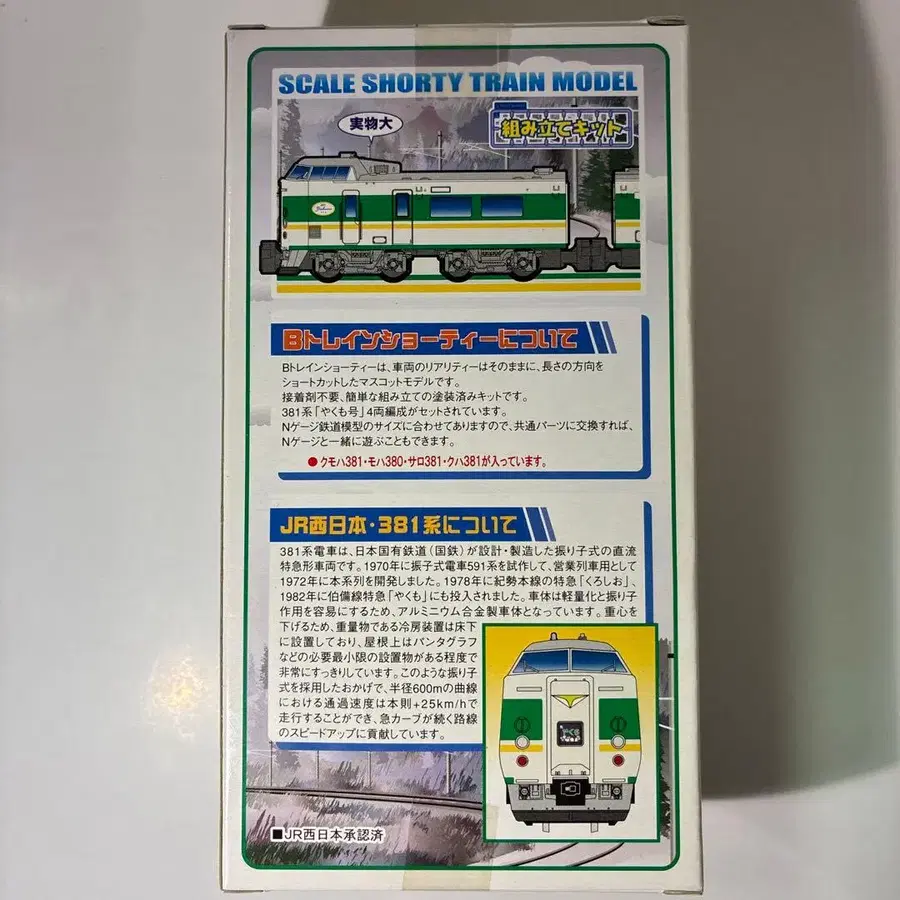 SCALE SHORTY TRAIN MODEL
実物大
組み立てキット
Bトレインショーティーについて
Bトレインショーティーは、車両のリアリティーはそのままに、長さの方向を
ショートカットしたマスコットモデルです。
接着剤不要、簡単な組み立ての塗装済みキットです。
381系「やくも号」4両編成がセットされています。
Nゲージ鉄道模型のサイズに合わせてありますので、共通パーツに交換すれば、
Nゲージと一緒に遊ぶこともできます。
●クモハ381・モハ380・サロ381・クハ381が入っています。
JR西日本・381系について
381系電車は、日本国有鉄道(国鉄)が設計・製造した振り子式の直流
特急形車両です。1970年に振子式電車591系を試作して、営業列車用として
1972年に本系列を開発しました。1978年に紀勢本線の特急「くろしお」、
1982年に伯備線特急「やくも」にも投入されました。車体は軽量化と振り子
作用を容易にするため、アルミニウム合金製車体となっています。重心を
下げるため、重量物である冷房装置は床下
に設置しており、屋根上はパンタグラフ
などの必要最小限の設置物がある程度で
非常にすっきりしています。このような振り子
式を採用したおかげで、半径600mの曲線
における通過速度は本則+25km/hで
走行することができ、急カーブが続く路線
のスピードアップに貢献しています。
やくも
■JR西日本承認済